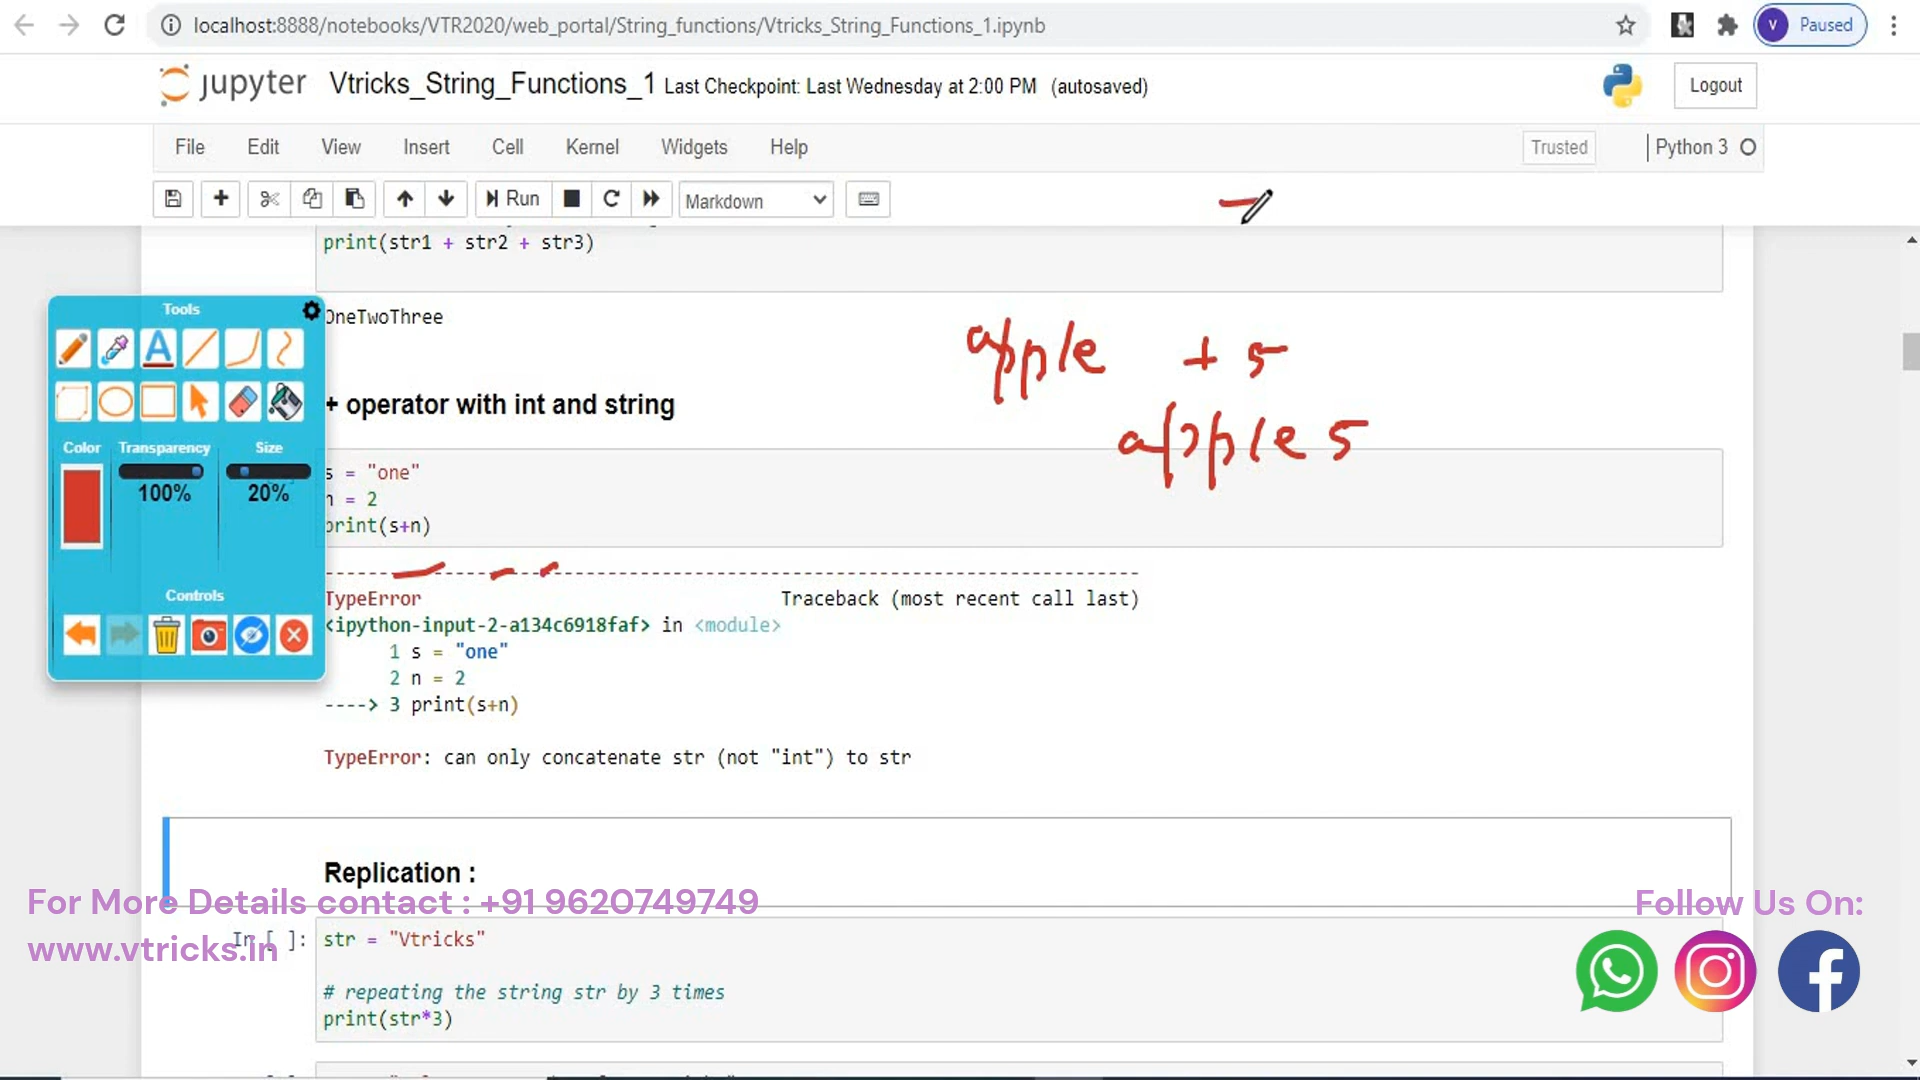 localhost:8888/notebooks/VTR2020/web_portal/String_functions/Vtricks_String_Functions_1.ipynb
V Paused
jupyter Vtricks_String_Functions_1 Last Checkpoint: Last Wednesday at 2:00 PM (autosaved)
Logout
File Edit View Insert Cell Kernel Widgets Help
Trusted
Python 3
Run
Markdown
print(str1 + str2 + str3)
OneTwoThree
apple + 5
apple 5
+ operator with int and string
s = "one"
n = 2
print(s+n)
Tools
A
Color Transparency Size
100% 20%
Controls
TypeError Traceback (most recent call last)
<ipython-input-2-a134c6918faf> in <module>
1 s = "one"
2 n = 2
----> 3 print(s+n)
TypeError: can only concatenate str (not "int") to str
Replication :
For More Details contact : +91 9620749749
www.vtricks.in
Follow Us On:
In [ ]:
str = "Vtricks"
# repeating the string str by 3 times
print(str*3)